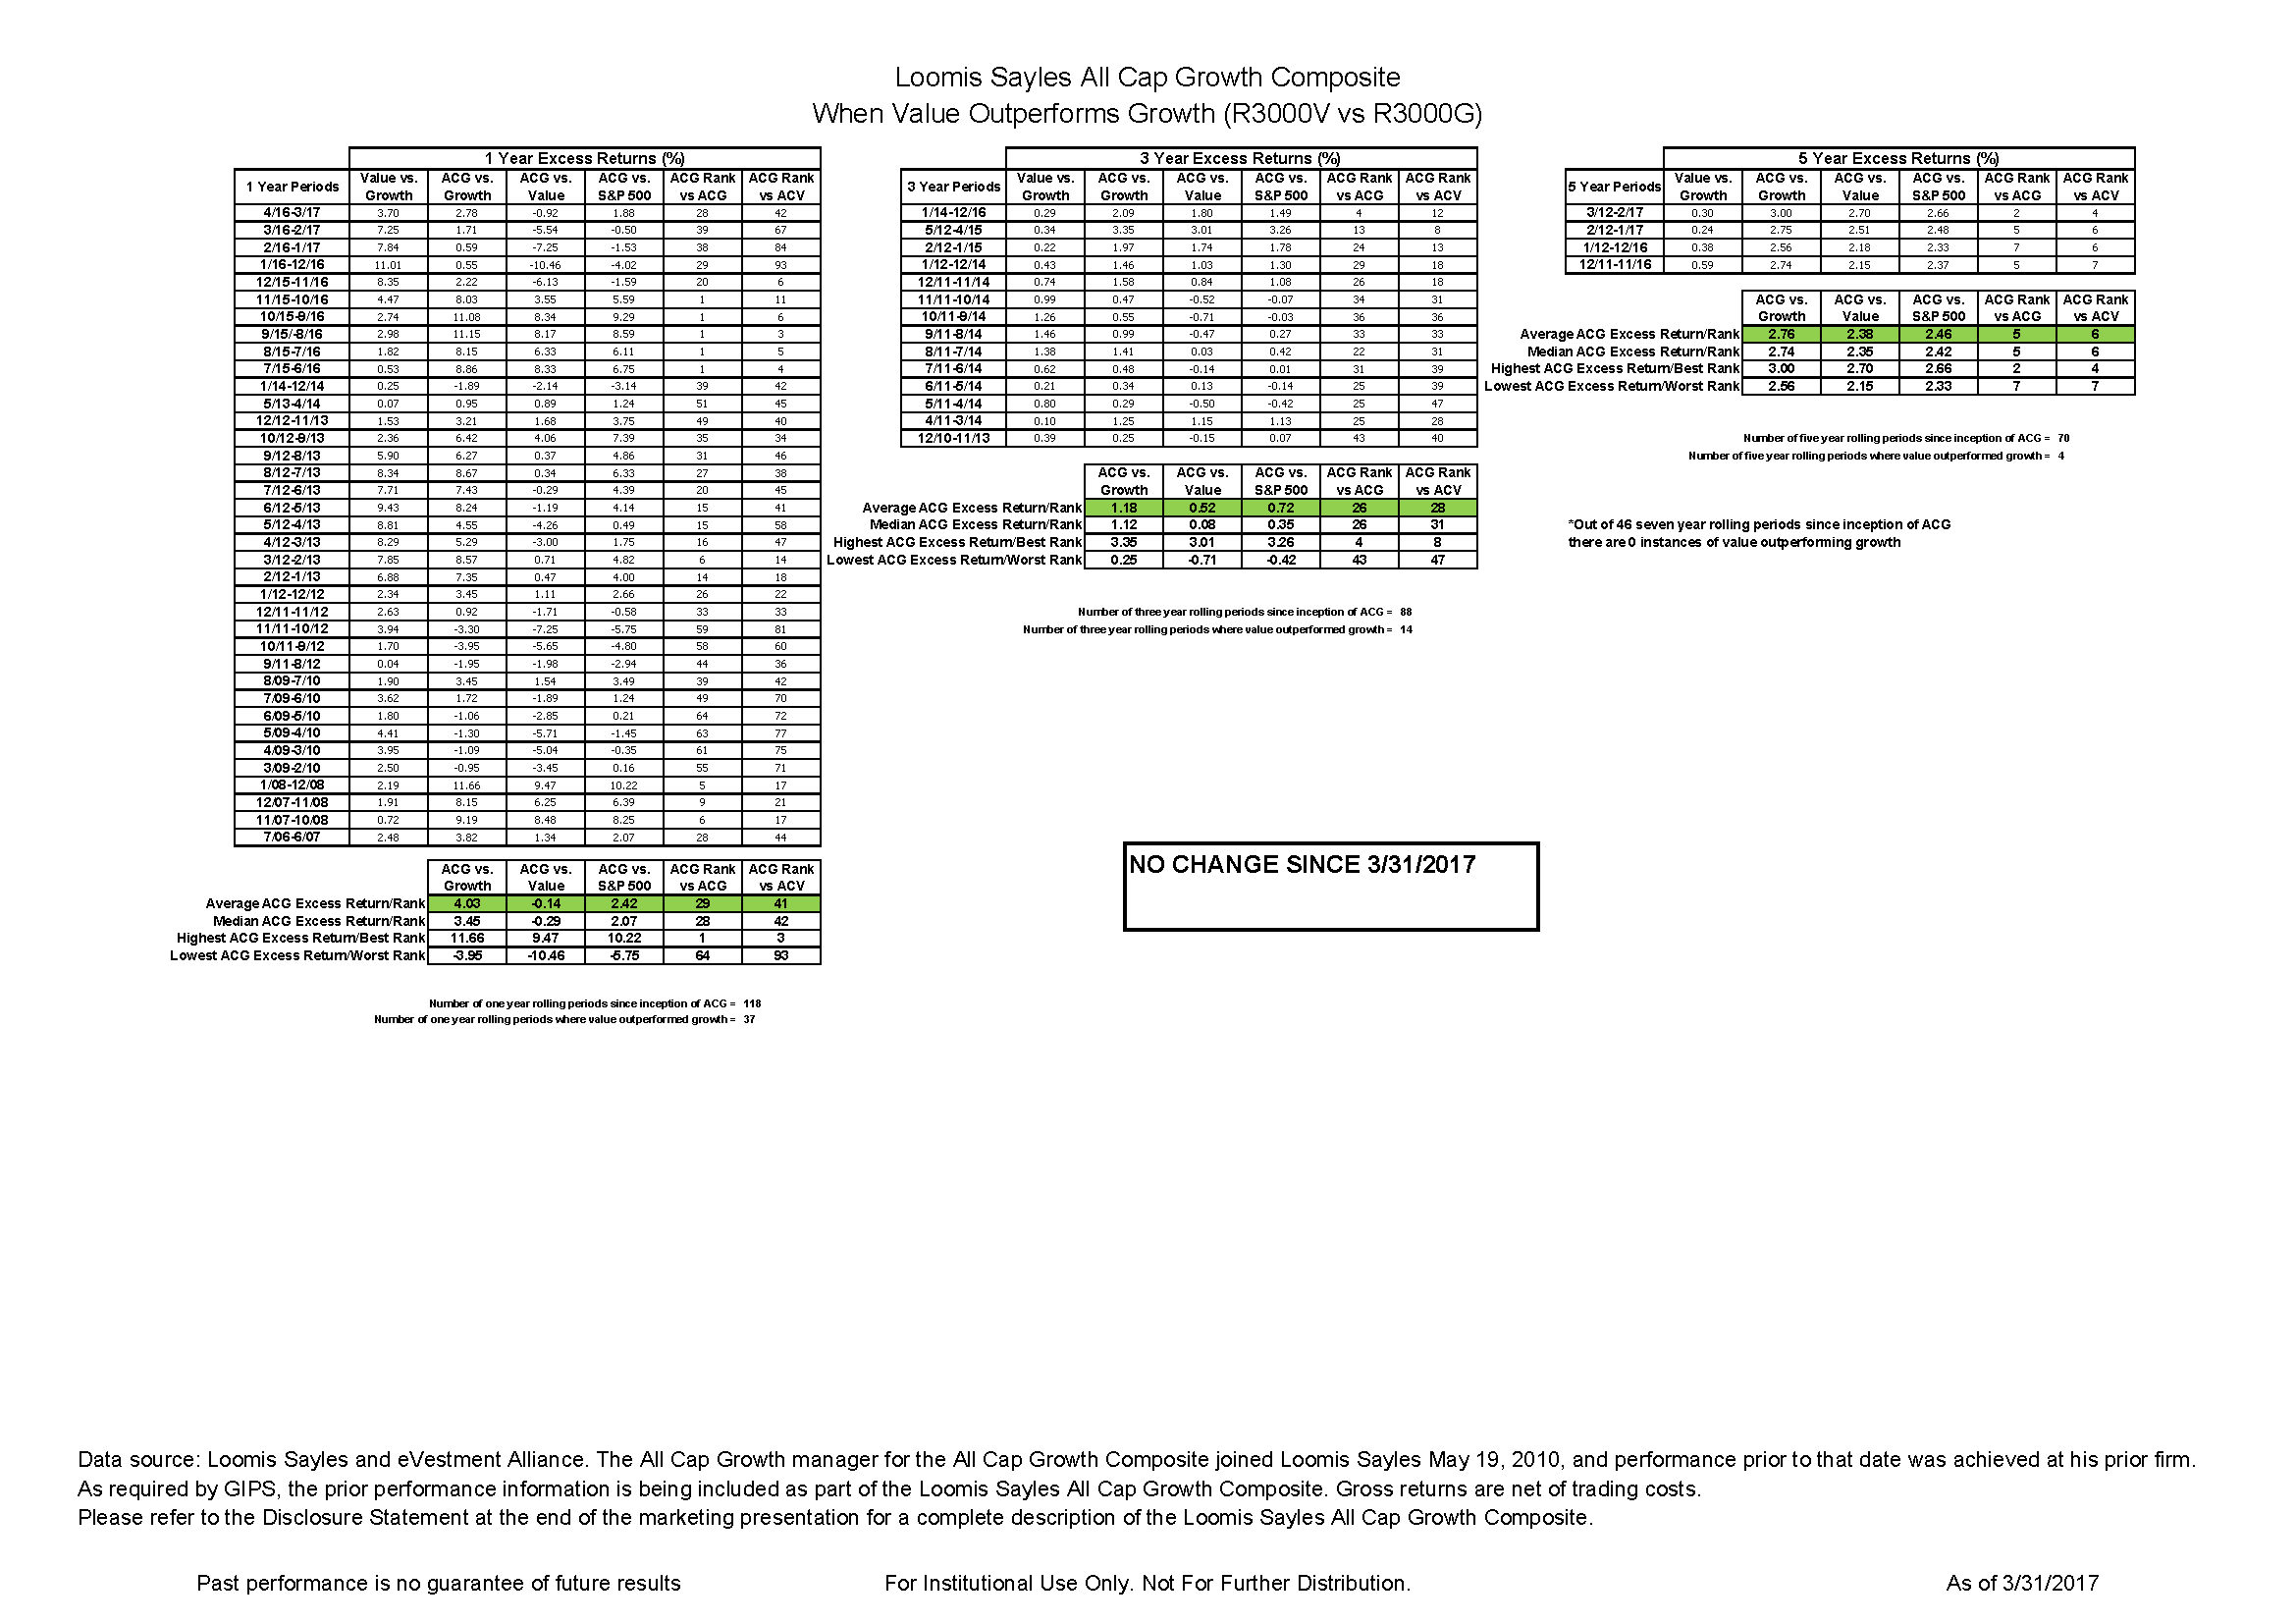 Loomis Sayles All Cap Growth Composite
When Value Outperforms Growth (R3000V vs R3000G)
1 Year Excess Returns (%)
1 Year Periods Value vs. Growth ACG vs. Growth ACG vs. Value ACG vs. S&P 500 ACG Rank vs ACG ACG Rank vs ACV
4/16-3/17 3.70 2.78 -0.92 1.88 28 42
3/16-2/17 7.25 1.71 -5.54 -0.50 39 67
2/16-1/17 7.84 0.59 -7.25 -1.53 38 84
1/16-12/16 11.01 0.55 -10.46 -4.02 29 93
12/15-11/16 8.35 2.22 -6.13 -1.59 20 6
11/15-10/16 4.47 8.03 3.55 5.59 1 11
10/15-9/16 2.74 11.08 8.34 9.29 1 6
9/15/-8/16 2.98 11.15 8.17 8.59 1 3
8/15-7/16 1.82 8.15 6.33 6.11 1 5
7/15-6/16 0.53 8.86 8.33 6.75 1 4
1/14-12/14 0.25 -1.89 -2.14 -3.14 39 42
5/13-4/14 0.07 0.95 0.89 1.24 51 45
12/12-11/13 1.53 3.21 1.68 3.75 49 40
10/12-9/13 2.36 6.42 4.06 7.39 35 34
9/12-8/13 5.90 6.27 0.37 4.86 31 46
8/12-7/13 8.34 8.67 0.34 6.33 27 38
7/12-6/13 7.71 7.43 -0.29 4.39 20 45
6/12-5/13 9.43 8.24 -1.19 4.14 15 41
5/12-4/13 8.81 4.55 -4.26 0.49 15 58
4/12-3/13 8.29 5.29 -3.00 1.75 16 47
3/12-2/13 7.85 8.57 0.71 4.82 6 14
2/12-1/13 6.88 7.35 0.47 4.00 14 18
1/12-12/12 2.34 3.45 1.11 2.66 26 22
12/11-11/12 2.63 0.92 -1.71 -0.58 33 33
11/11-10/12 3.94 -3.30 -7.25 -5.75 59 81
10/11-9/12 1.70 -3.95 -5.65 -4.80 58 60
9/11-8/12 0.04 -1.95 -1.98 -2.94 44 36
8/09-7/10 1.90 3.45 1.54 3.49 39 42
7/09-6/10 3.62 1.72 -1.89 1.24 49 70
6/09-5/10 1.80 -1.06 -2.85 0.21 64 72
5/09-4/10 4.41 -1.30 -5.71 -1.45 63 77
4/09-3/10 3.95 -1.09 -5.04 -0.35 61 75
3/09-2/10 2.50 -0.95 -3.45 0.16 55 71
1/08-12/08 2.19 11.66 9.47 10.22 5 17
12/07-11/08 1.91 8.15 6.25 6.39 9 21
11/07-10/08 0.72 9.19 8.48 8.25 6 17
7/06-6/07 2.48 3.82 1.34 2.07 28 44
ACG vs. Growth ACG vs. Value ACG vs. S&P 500 ACG Rank vs ACG ACG Rank vs ACV
Average ACG Excess Return/Rank 4.03 -0.14 2.42 29 41
Median ACG Excess Return/Rank 3.45 -0.29 2.07 28 42
Highest ACG Excess Return/Best Rank 11.66 9.47 10.22 1 3
Lowest ACG Excess Return/Worst Rank -3.95 -10.46 -5.75 64 93
Number of one year rolling periods since inception of ACG = 118
Number of one year rolling periods where value outperformed growth = 37
3 Year Excess Returns (%)
3 Year Periods Value vs. Growth ACG vs. Growth ACG vs. Value ACG vs. S&P 500 ACG Rank vs ACG ACG Rank vs ACV
1/14-12/16 0.29 2.09 1.80 1.49 4 12
5/12-4/15 0.34 3.35 3.01 3.26 13 8
2/12-1/15 0.22 1.97 1.74 1.78 24 13
1/12-12/14 0.43 1.46 1.03 1.30 29 18
12/11-11/14 0.74 1.58 0.84 1.08 26 18
11/11-10/14 0.99 0.47 -0.52 -0.07 34 31
10/11-9/14 1.26 0.55 -0.71 -0.03 36 36
9/11-8/14 1.46 0.99 -0.47 0.27 33 33
8/11-7/14 1.38 1.41 0.03 0.42 22 31
7/11-6/14 0.62 0.48 -0.14 0.01 31 39
6/11-5/14 0.21 0.34 0.13 -0.14 25 39
5/11-4/14 0.80 0.29 -0.50 -0.42 25 47
4/11-3/14 0.10 1.25 1.15 1.13 25 28
12/10-11/13 0.39 0.25 -0.15 0.07 43 40
ACG vs. Growth ACG vs. Value ACG vs. S&P 500 ACG Rank vs ACG ACG Rank vs ACV
Average ACG Excess Return/Rank 1.18 0.52 0.72 26 28
Median ACG Excess Return/Rank 1.12 0.08 0.35 26 31
Highest ACG Excess Return/Best Rank 3.35 3.01 3.26 4 8
Lowest ACG Excess Return/Worst Rank 0.25 -0.71 -0.42 43 47
Number of three year rolling periods since inception of ACG = 88
Number of three year rolling periods where value outperformed growth = 14
5 Year Excess Returns (%)
5 Year Periods Value vs. Growth ACG vs. Growth ACG vs. Value ACG vs. S&P 500 ACG Rank vs ACG ACG Rank vs ACV
3/12-2/17 0.30 3.00 2.70 2.66 2 4
2/12-1/17 0.24 2.75 2.51 2.48 5 6
1/12-12/16 0.38 2.56 2.18 2.33 7 6
12/11-11/16 0.59 2.74 2.15 2.37 5 7
ACG vs. Growth ACG vs. Value ACG vs. S&P 500 ACG Rank vs ACG ACG Rank vs ACV
Average ACG Excess Return/Rank 2.76 2.38 2.46 5 6
Median ACG Excess Return/Rank 2.74 2.35 2.42 5 6
Highest ACG Excess Return/Best Rank 3.00 2.70 2.66 2 4
Lowest ACG Excess Return/Worst Rank 2.56 2.15 2.33 7 7
Number of five year rolling periods since inception of ACG = 70
Number of five year rolling periods where value outperformed growth = 4
*Out of 46 seven year rolling periods since inception of ACG
there are 0 instances of value outperforming growth
NO CHANGE SINCE 3/31/2017
Data source: Loomis Sayles and eVestment Alliance. The All Cap Growth manager for the All Cap Growth Composite joined Loomis Sayles May 19, 2010, and performance prior to that date was achieved at his prior firm.
As required by GIPS, the prior performance information is being included as part of the Loomis Sayles All Cap Growth Composite. Gross returns are net of trading costs.
Please refer to the Disclosure Statement at the end of the marketing presentation for a complete description of the Loomis Sayles All Cap Growth Composite.
Past performance is no guarantee of future results
For Institutional Use Only. Not For Further Distribution.
As of 3/31/2017